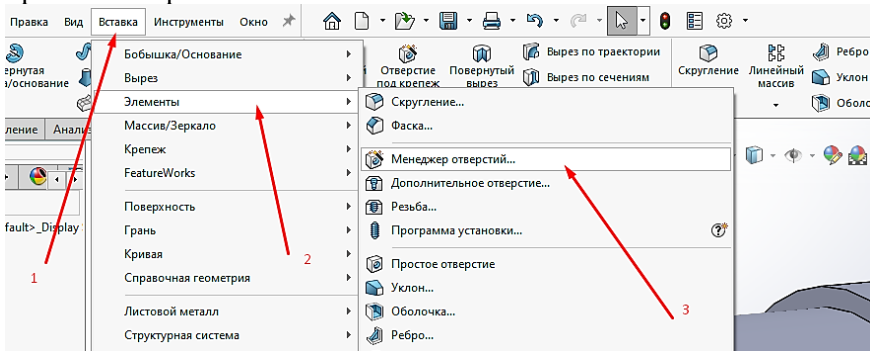 Правка Вид Вставка Инструменты Окно
Бобышка/Основание
Вырез
Элементы
Массив/Зеркало
Крепеж
FeatureWorks
Поверхность
Грань
Кривая
Справочная геометрия
Листовой металл
Структурная система
Отверстие под крепеж
Повернутый вырез
Вырез по траектории
Вырез по сечениям
Скругление
Линейный массив
Ребро
Уклон
Оболо
ернутая
а/основание
ление Анализ
fault>_Display
Скругление...
Фаска...
Менеджер отверстий...
Дополнительное отверстие...
Резьба...
Программа установки...
Простое отверстие
Уклон...
Оболочка...
Ребро...
1
2
3